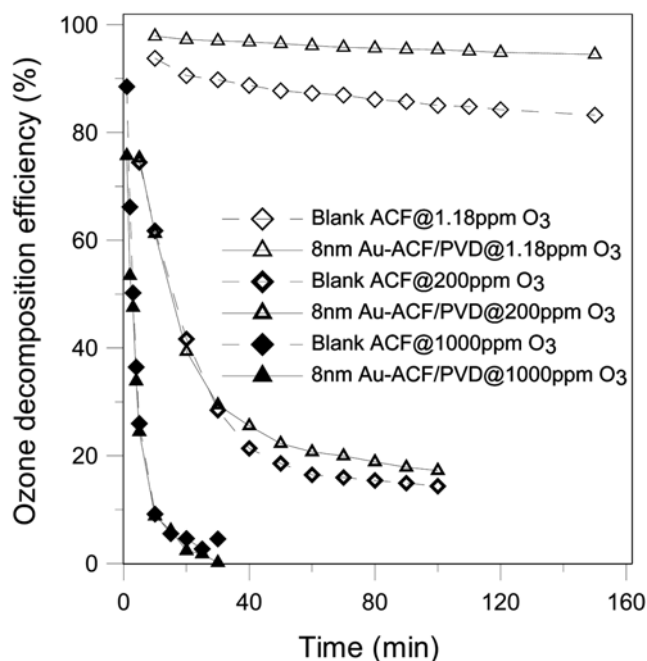 Ozone decomposition efficiency (%)
100
80
60
40
20
0
Blank ACF@1.18ppm O3
8nm Au-ACF/PVD@1.18ppm O3
Blank ACF@200ppm O3
8nm Au-ACF/PVD@200ppm O3
Blank ACF@1000ppm O3
8nm Au-ACF/PVD@1000ppm O3
0 40 80 120 160
Time (min)